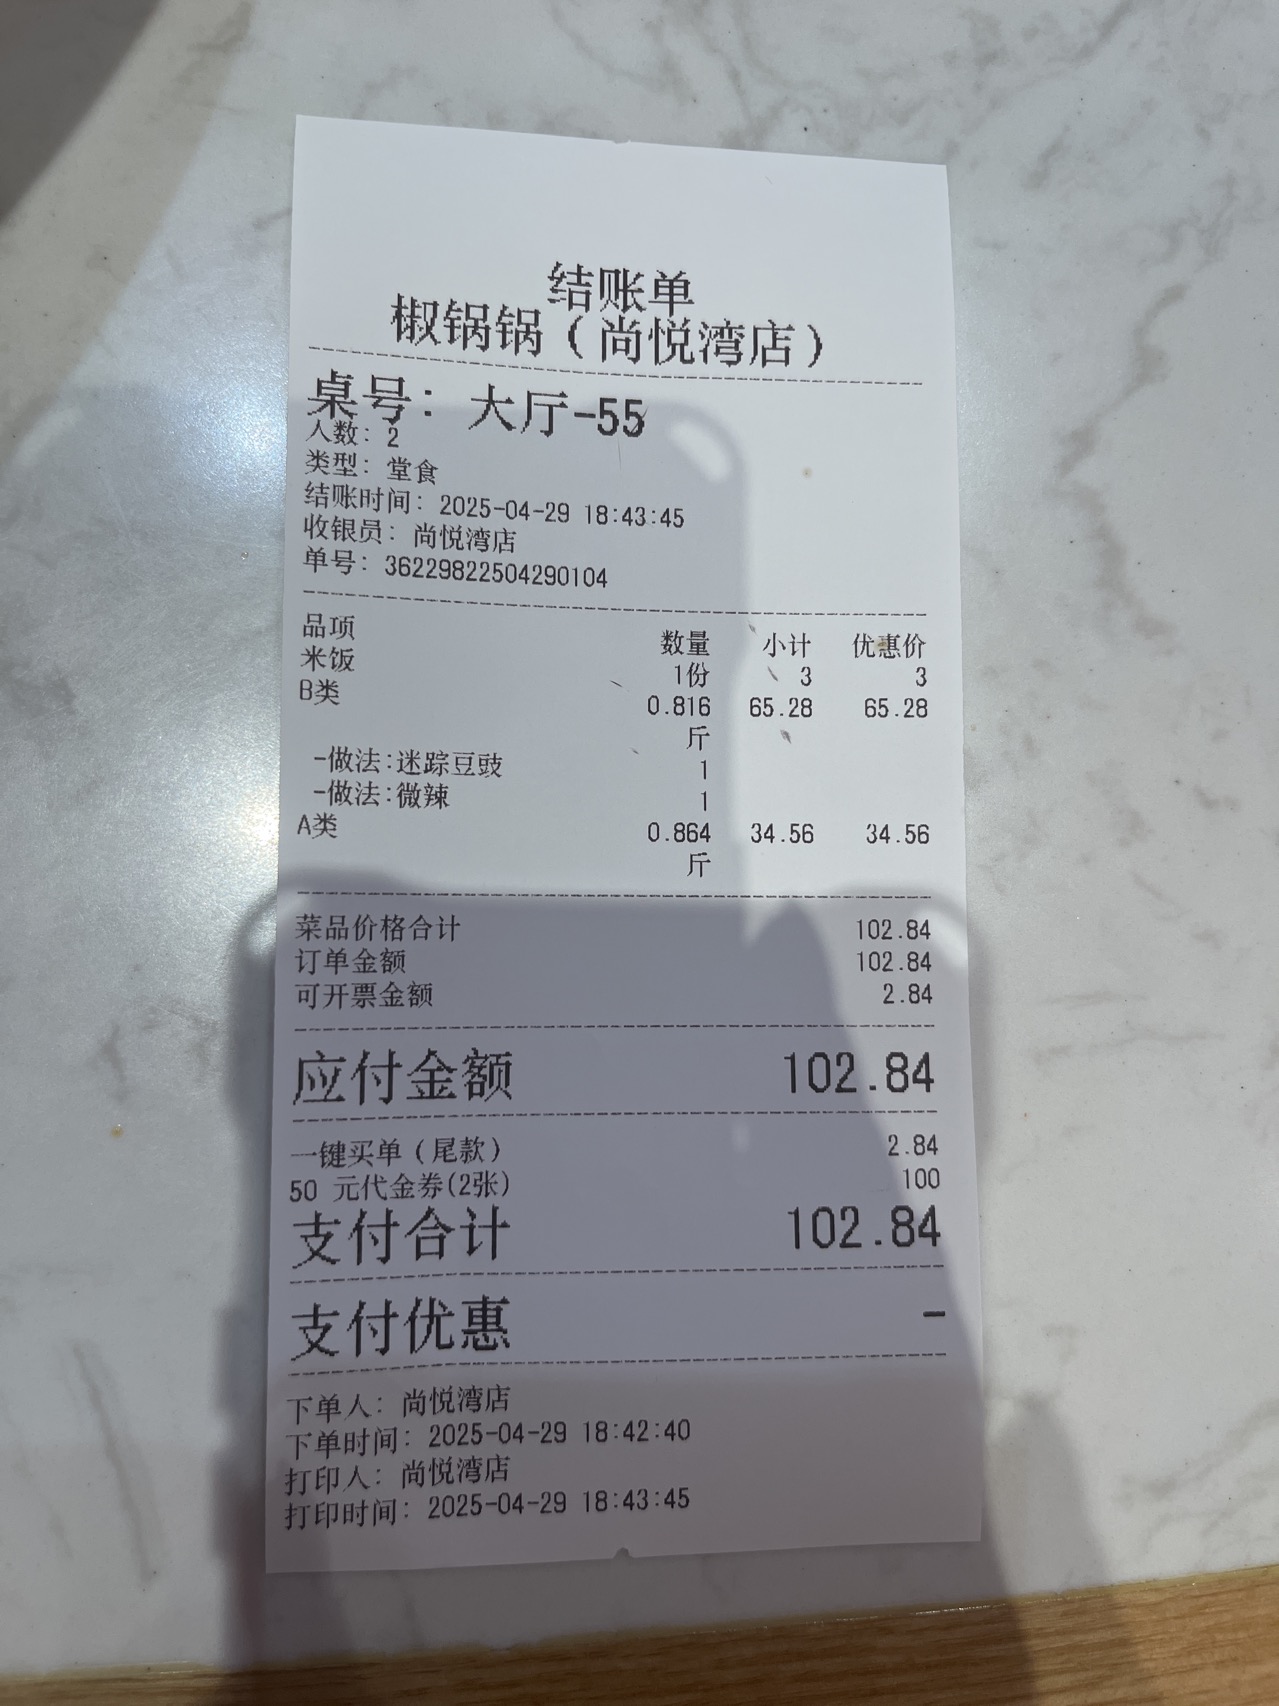 结账单
椒锅锅（尚悦湾店）
桌号：大厅-55
人数：2
类型：堂食
结账时间：2025-04-29 18:43:45
收银员：尚悦湾店
单号：36229822504290104
品项 数量 小计 优惠价
米饭 1份 3 3
B类 0.816 65.28 65.28
斤
-做法:迷踪豆豉 1
-做法:微辣 1
A类 0.864 34.56 34.56
斤
菜品价格合计 102.84
订单金额 102.84
可开票金额 2.84
应付金额 102.84
一键买单（尾款） 2.84
50 元代金券(2张) 100
支付合计 102.84
支付优惠 -
下单人：尚悦湾店
下单时间：2025-04-29 18:42:40
打印人：尚悦湾店
打印时间：2025-04-29 18:43:45